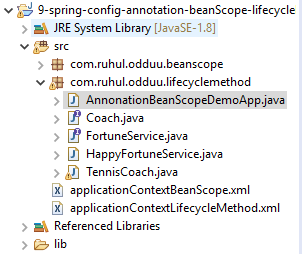 9-spring-config-annotation-beanScope-lifecycle
JRE System Library [JavaSE-1.8]
src
com.ruhul.odduu.beanscope
com.ruhul.odduu.lifecyclemethod
AnnonationBeanScopeDemoApp.java
Coach.java
FortuneService.java
HappyFortuneService.java
TennisCoach.java
applicationContextBeanScope.xml
applicationContextLifecycleMethod.xml
Referenced Libraries
lib